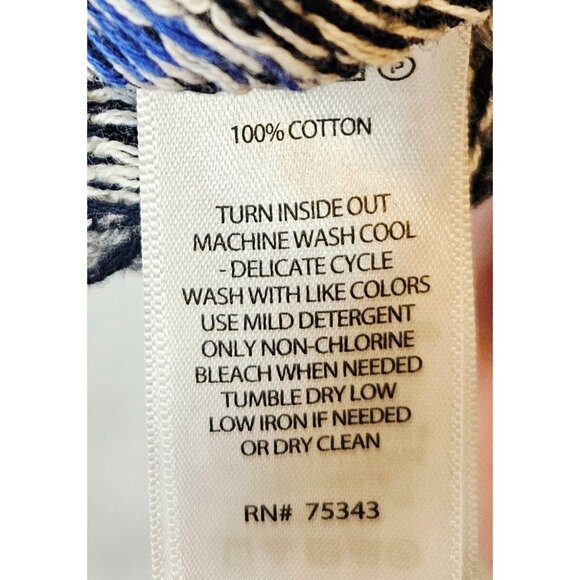 100% COTTON
TURN INSIDE OUT
MACHINE WASH COOL
- DELICATE CYCLE
WASH WITH LIKE COLORS
USE MILD DETERGENT
ONLY NON-CHLORINE
BLEACH WHEN NEEDED
TUMBLE DRY LOW
LOW IRON IF NEEDED
OR DRY CLEAN
RN# 75343